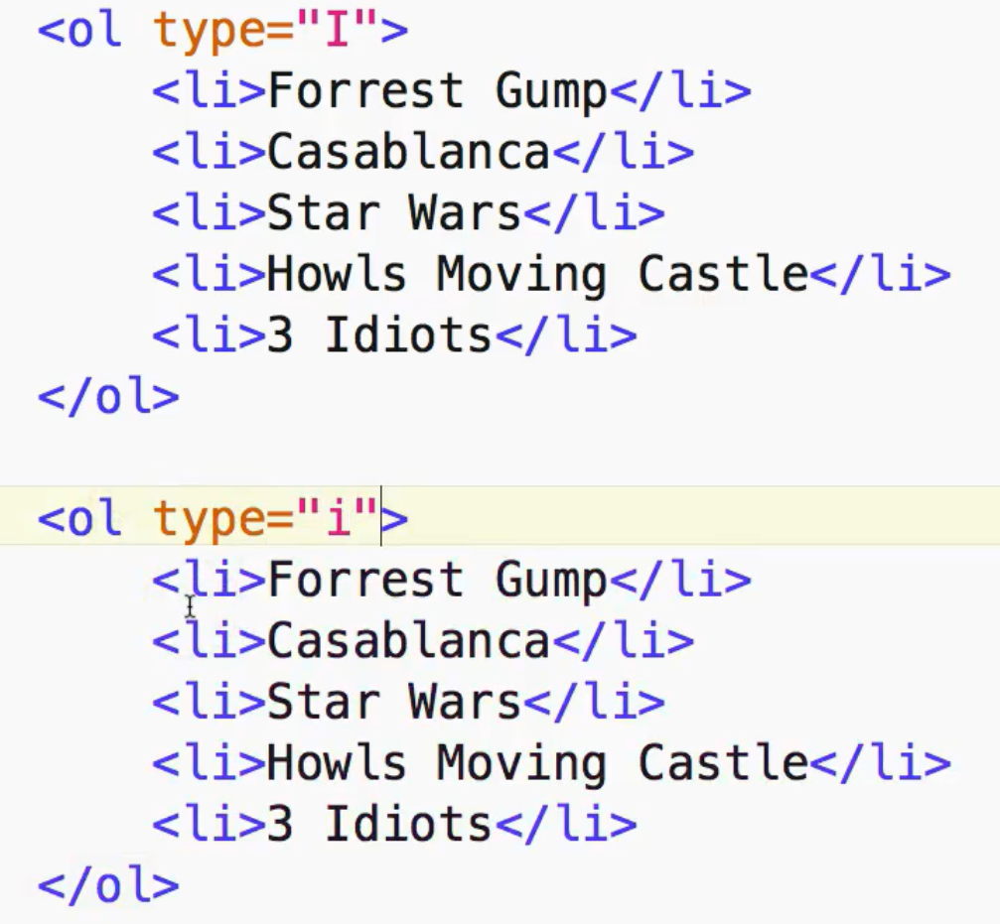 <ol type="I">
    <li>Forrest Gump</li>
    <li>Casablanca</li>
    <li>Star Wars</li>
    <li>Howls Moving Castle</li>
    <li>3 Idiots</li>
</ol>

<ol type="i">
    <li>Forrest Gump</li>
    <li>Casablanca</li>
    <li>Star Wars</li>
    <li>Howls Moving Castle</li>
    <li>3 Idiots</li>
</ol>